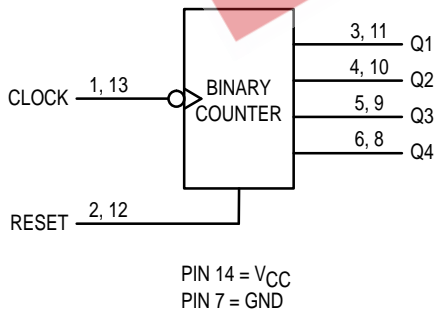 3, 11 Q1
4, 10 Q2
CLOCK 1, 13 BINARY
COUNTER 5, 9 Q3
6, 8 Q4
RESET 2, 12
PIN 14 = VCC
PIN 7 = GND